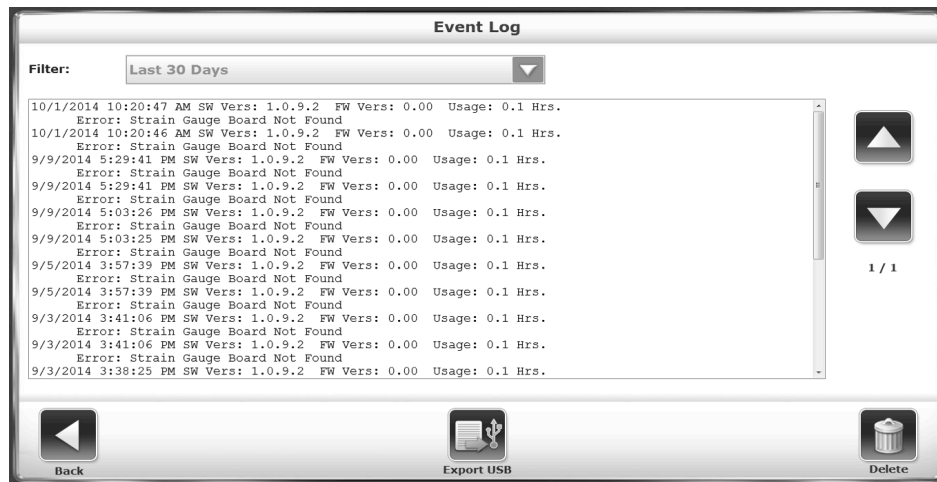 Event Log
Filter: Last 30 Days
10/1/2014 10:20:47 AM SW Vers: 1.0.9.2 FW Vers: 0.00 Usage: 0.1 Hrs.
Error: Strain Gauge Board Not Found
10/1/2014 10:20:46 AM SW Vers: 1.0.9.2 FW Vers: 0.00 Usage: 0.1 Hrs.
Error: Strain Gauge Board Not Found
9/9/2014 5:29:41 PM SW Vers: 1.0.9.2 FW Vers: 0.00 Usage: 0.1 Hrs.
Error: Strain Gauge Board Not Found
9/9/2014 5:29:41 PM SW Vers: 1.0.9.2 FW Vers: 0.00 Usage: 0.1 Hrs.
Error: Strain Gauge Board Not Found
9/9/2014 5:03:26 PM SW Vers: 1.0.9.2 FW Vers: 0.00 Usage: 0.1 Hrs.
Error: Strain Gauge Board Not Found
9/9/2014 5:03:25 PM SW Vers: 1.0.9.2 FW Vers: 0.00 Usage: 0.1 Hrs.
Error: Strain Gauge Board Not Found
9/5/2014 3:57:39 PM SW Vers: 1.0.9.2 FW Vers: 0.00 Usage: 0.1 Hrs.
Error: Strain Gauge Board Not Found
9/5/2014 3:57:39 PM SW Vers: 1.0.9.2 FW Vers: 0.00 Usage: 0.1 Hrs.
Error: Strain Gauge Board Not Found
9/3/2014 3:41:06 PM SW Vers: 1.0.9.2 FW Vers: 0.00 Usage: 0.1 Hrs.
Error: Strain Gauge Board Not Found
9/3/2014 3:41:06 PM SW Vers: 1.0.9.2 FW Vers: 0.00 Usage: 0.1 Hrs.
Error: Strain Gauge Board Not Found
9/3/2014 3:38:25 PM SW Vers: 1.0.9.2 FW Vers: 0.00 Usage: 0.1 Hrs.
1 / 1
Back
Export USB
Delete